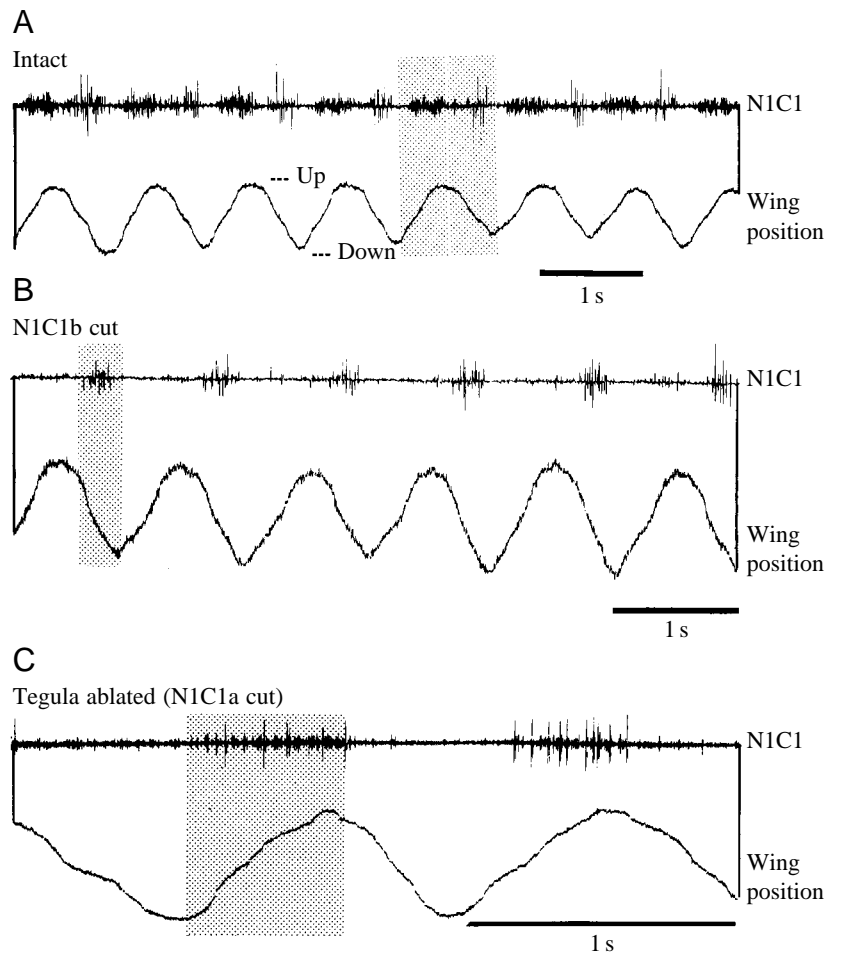 A
Intact
N1C1
--- Up
Wing
position
--- Down
1 s
B
N1C1b cut
N1C1
Wing
position
1 s
C
Tegula ablated (N1C1a cut)
N1C1
Wing
position
1 s